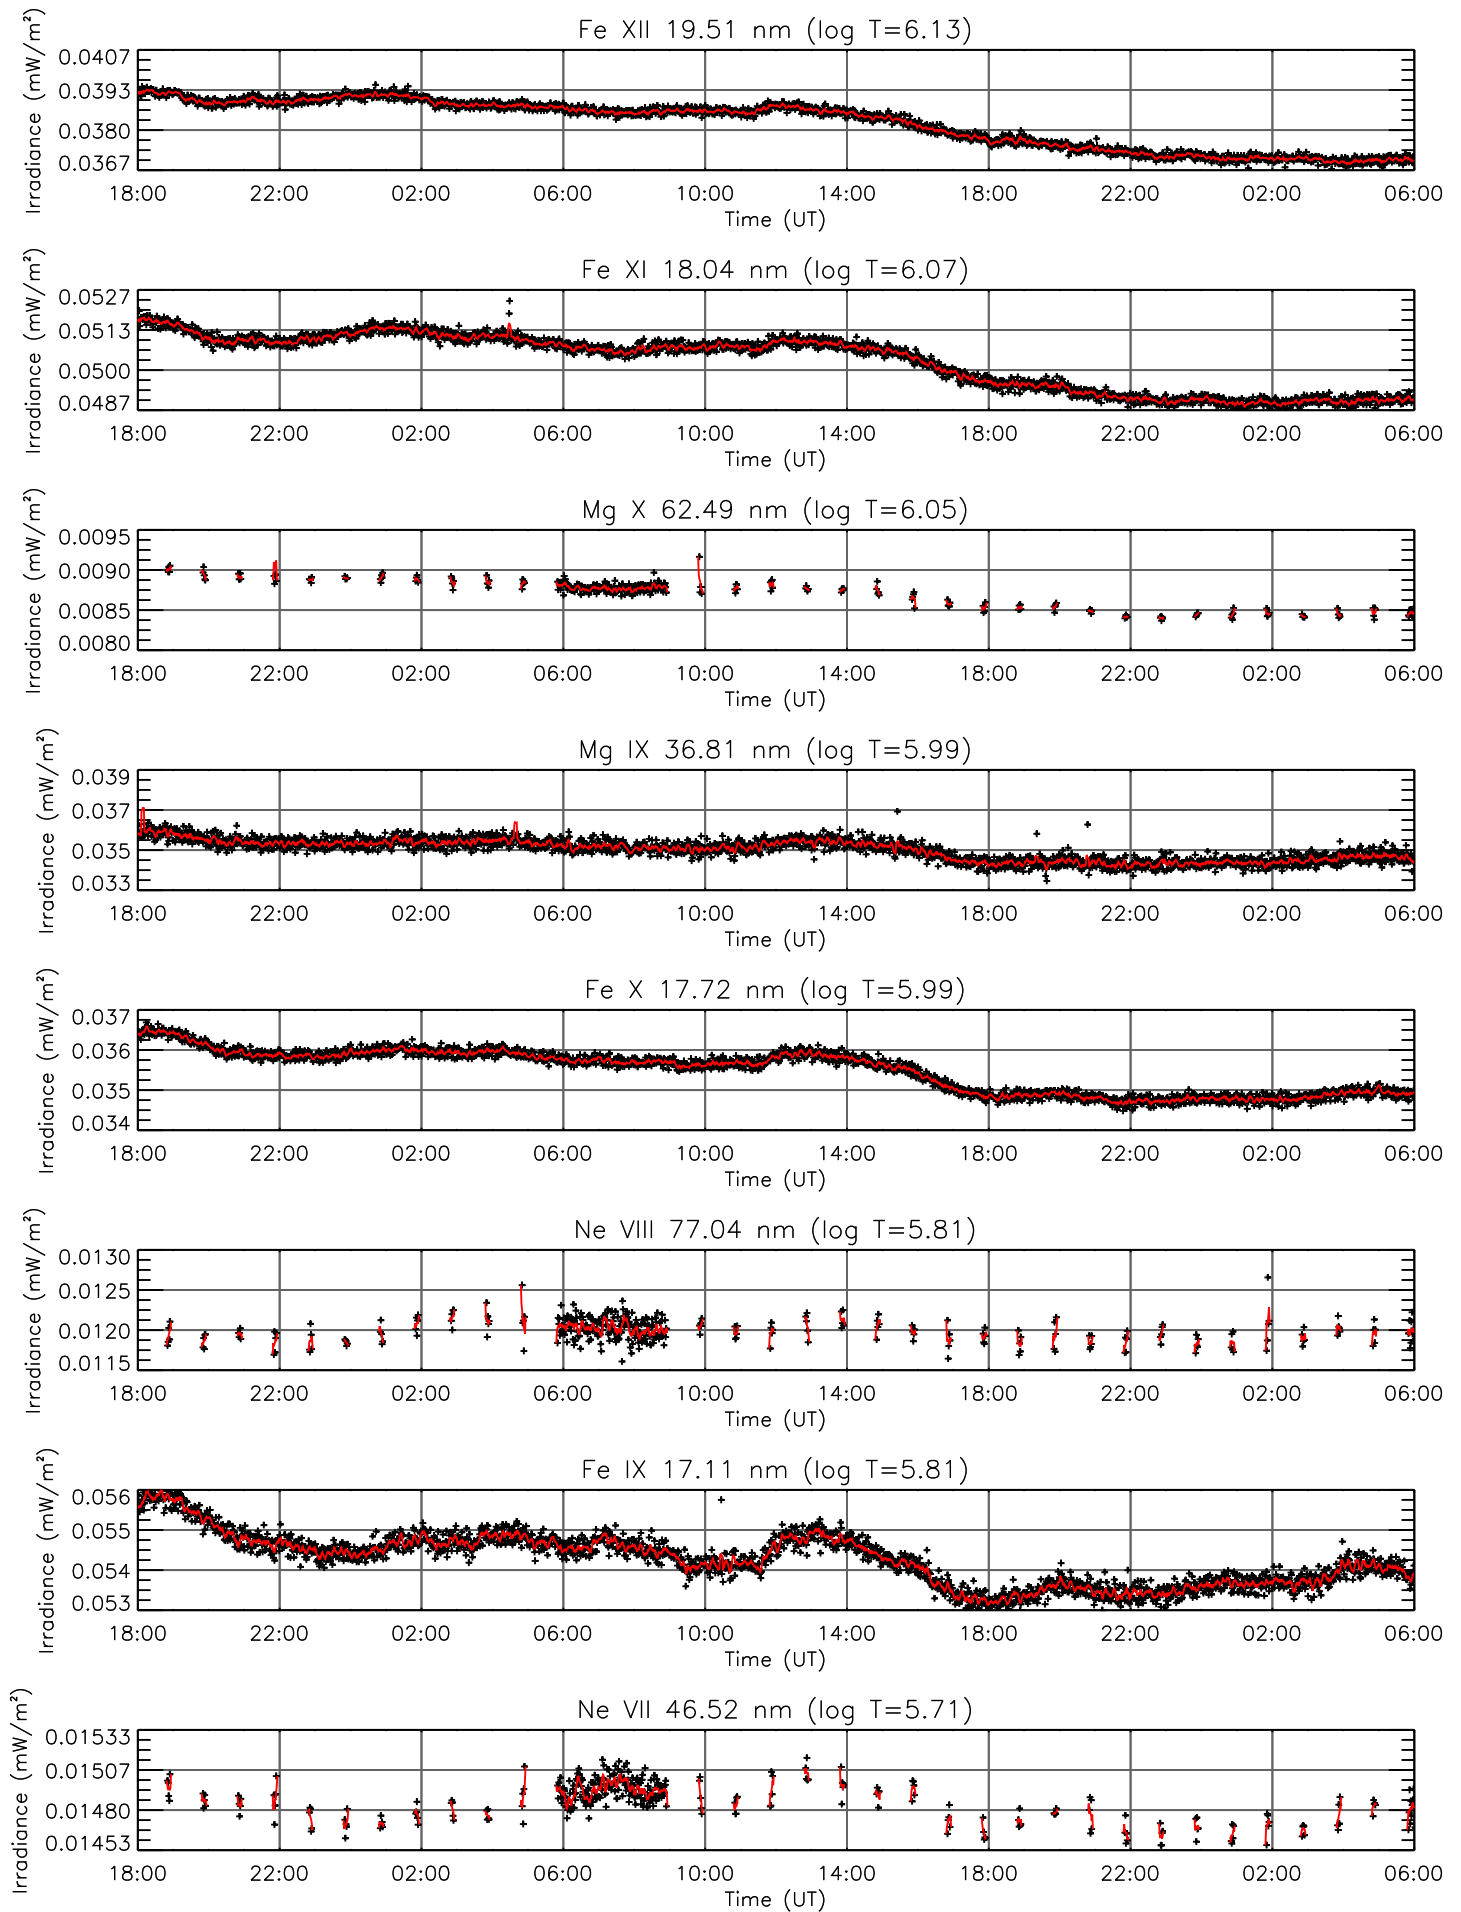 Fe XII 19.51 nm (log T=6.13)
Irradiance (mW/m²)
0.0407
0.0393
0.0380
0.0367
18:00 22:00 02:00 06:00 10:00 14:00 18:00 22:00 02:00 06:00
Time (UT)
Fe XI 18.04 nm (log T=6.07)
Irradiance (mW/m²)
0.0527
0.0513
0.0500
0.0487
18:00 22:00 02:00 06:00 10:00 14:00 18:00 22:00 02:00 06:00
Time (UT)
Mg X 62.49 nm (log T=6.05)
Irradiance (mW/m²)
0.0095
0.0090
0.0085
0.0080
18:00 22:00 02:00 06:00 10:00 14:00 18:00 22:00 02:00 06:00
Time (UT)
Mg IX 36.81 nm (log T=5.99)
Irradiance (mW/m²)
0.039
0.037
0.035
0.033
18:00 22:00 02:00 06:00 10:00 14:00 18:00 22:00 02:00 06:00
Time (UT)
Fe X 17.72 nm (log T=5.99)
Irradiance (mW/m²)
0.037
0.036
0.035
0.034
18:00 22:00 02:00 06:00 10:00 14:00 18:00 22:00 02:00 06:00
Time (UT)
Ne VIII 77.04 nm (log T=5.81)
Irradiance (mW/m²)
0.0130
0.0125
0.0120
0.0115
18:00 22:00 02:00 06:00 10:00 14:00 18:00 22:00 02:00 06:00
Time (UT)
Fe IX 17.11 nm (log T=5.81)
Irradiance (mW/m²)
0.056
0.055
0.054
0.053
18:00 22:00 02:00 06:00 10:00 14:00 18:00 22:00 02:00 06:00
Time (UT)
Ne VII 46.52 nm (log T=5.71)
Irradiance (mW/m²)
0.01533
0.01507
0.01480
0.01453
18:00 22:00 02:00 06:00 10:00 14:00 18:00 22:00 02:00 06:00
Time (UT)